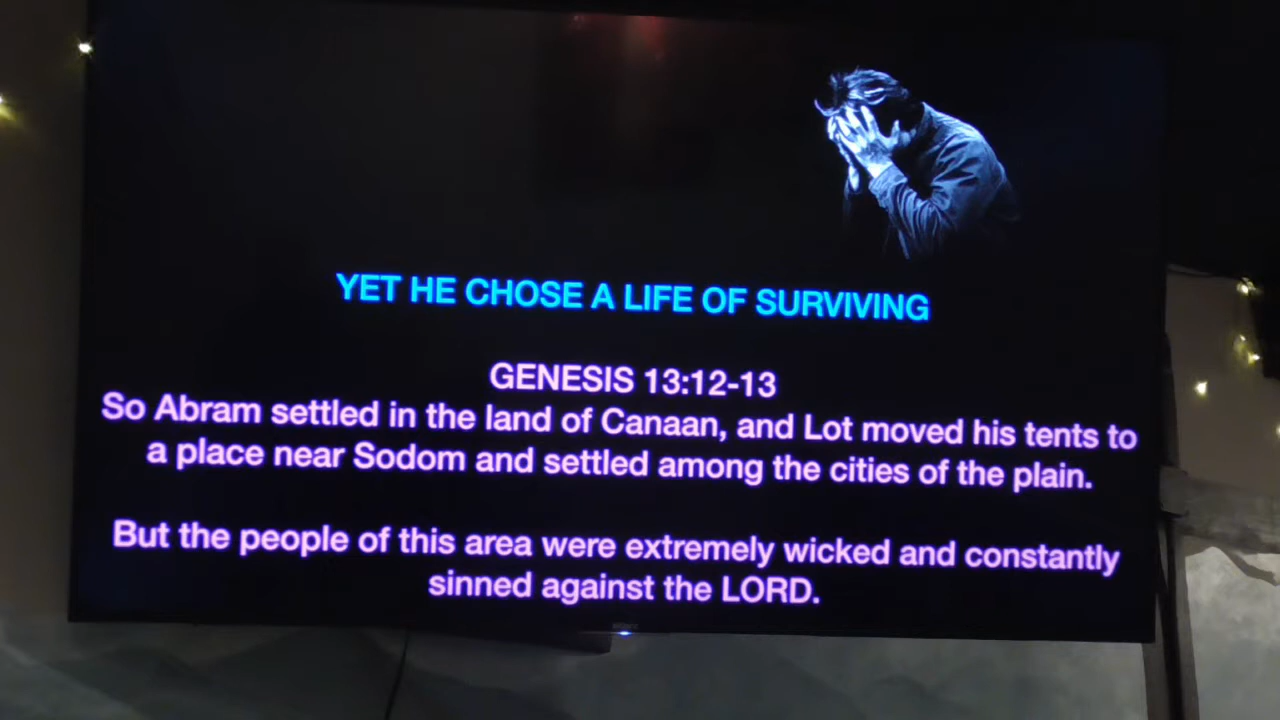 YET HE CHOSE A LIFE OF SURVIVING
GENESIS 13:12-13
So Abram settled in the land of Canaan, and Lot moved his tents to
a place near Sodom and settled among the cities of the plain.
But the people of this area were extremely wicked and constantly
sinned against the LORD.